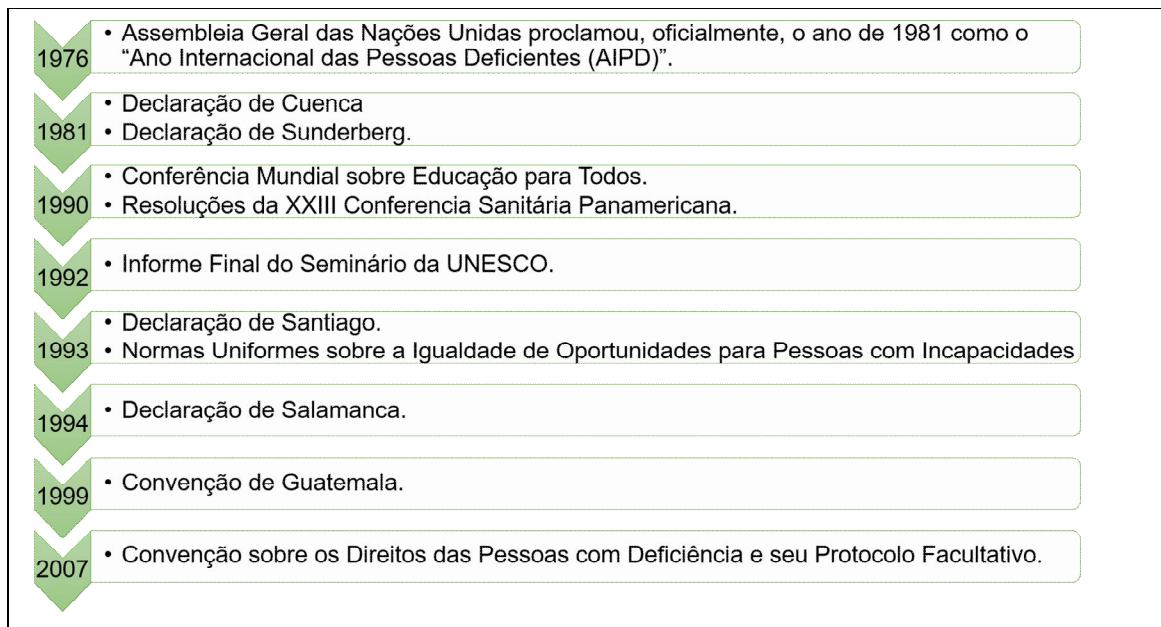 1976
• Assembleia Geral das Nações Unidas proclamou, oficialmente, o ano de 1981 como o
“Ano Internacional das Pessoas Deficientes (AIPD)”.
1981
• Declaração de Cuenca
• Declaração de Sunderberg.
1990
• Conferência Mundial sobre Educação para Todos.
• Resoluções da XXIII Conferencia Sanitária Panamericana.
1992
• Informe Final do Seminário da UNESCO.
1993
• Declaração de Santiago.
• Normas Uniformes sobre a Igualdade de Oportunidades para Pessoas com Incapacidades
1994
• Declaração de Salamanca.
1999
• Convenção de Guatemala.
2007
• Convenção sobre os Direitos das Pessoas com Deficiência e seu Protocolo Facultativo.